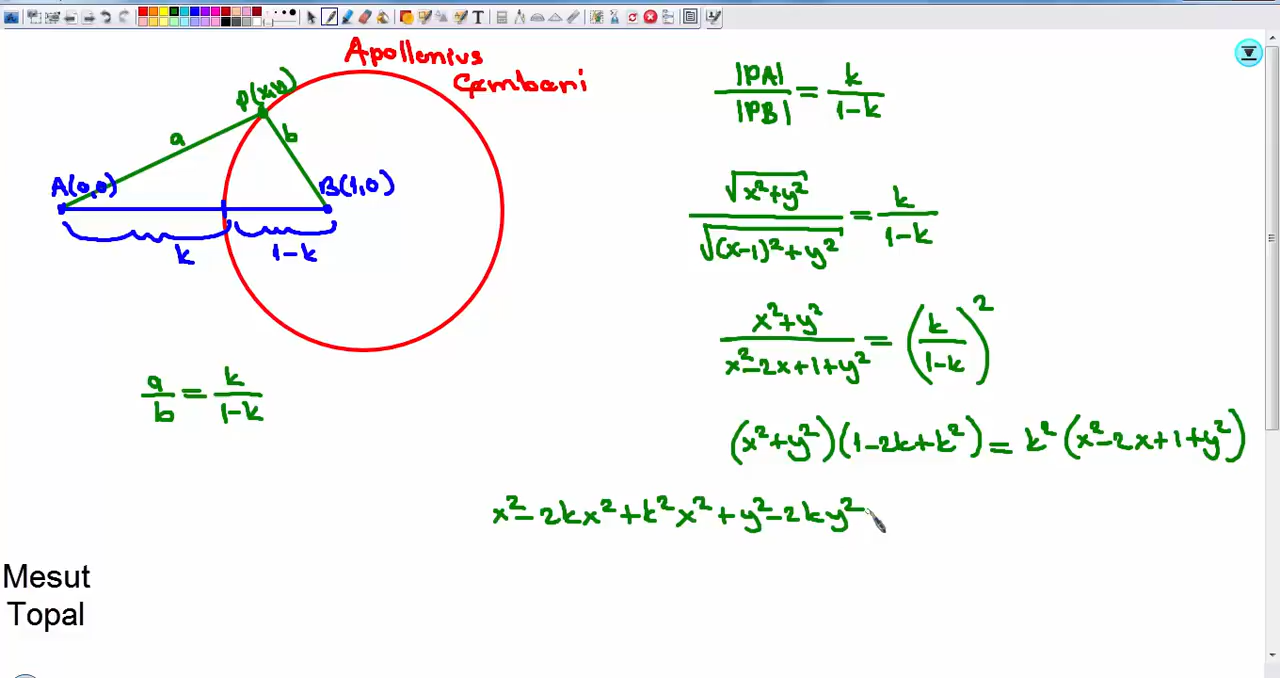 Apollonius
Çemberi
P(x,y)
a
b
A(0,0)
B(1,0)
k
1-k
a/b = k/(1-k)
|PA|/|PB| = k/(1-k)
√(x²+y²)/√((x-1)²+y²) = k/(1-k)
(x²+y²)/(x²-2x+1+y²) = (k/(1-k))²
(x²+y²)(1-2k+k²) = k²(x²-2x+1+y²)
x²-2kx²+k²x²+y²-2ky²
Mesut
Topal